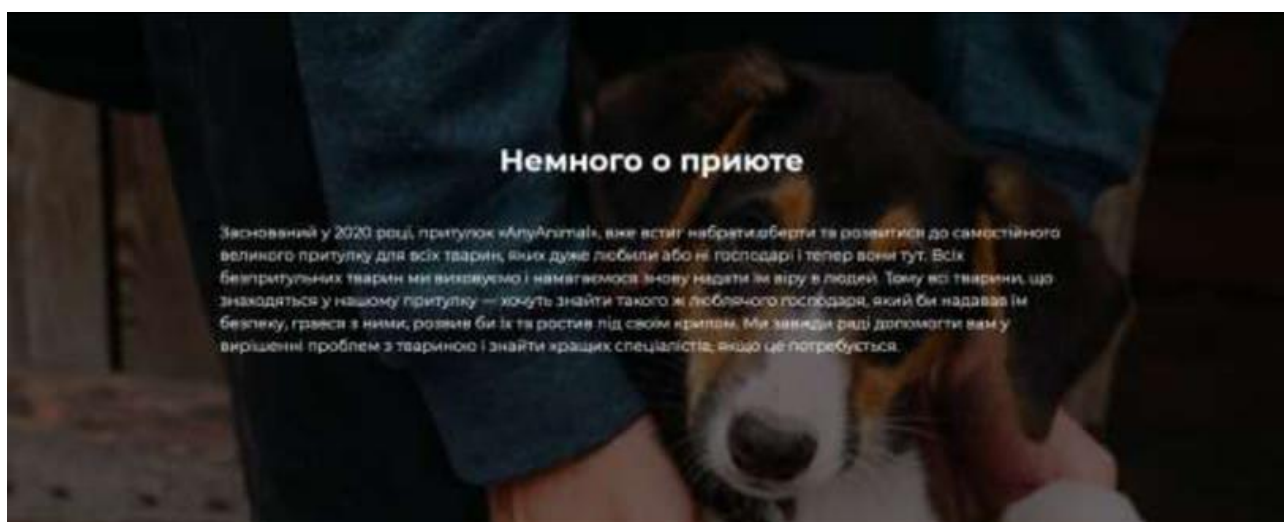 Немного о приюте
Заснований у 2020 році, притулок «AnyAnimal», вже встиг набрати оберти та розвитися до самостійного
великого притулку для всіх тварин, яких дуже любили або ні господарі і тепер вони тут. Всіх
безпритульних тварин ми виховуємо і намагаємося знову надати їм віру в людей. Тому всі тварини, що
знаходяться у нашому притулку — хочуть знайти такого ж люблячого господаря, який би надавав їм
безпеку, грався з ними, розвив би їх та ростив під своїм крилом. Ми завжди раді допомогти вам у
вирішенні проблем з твариною і знайти кращих спеціалістів, якщо це потребується.